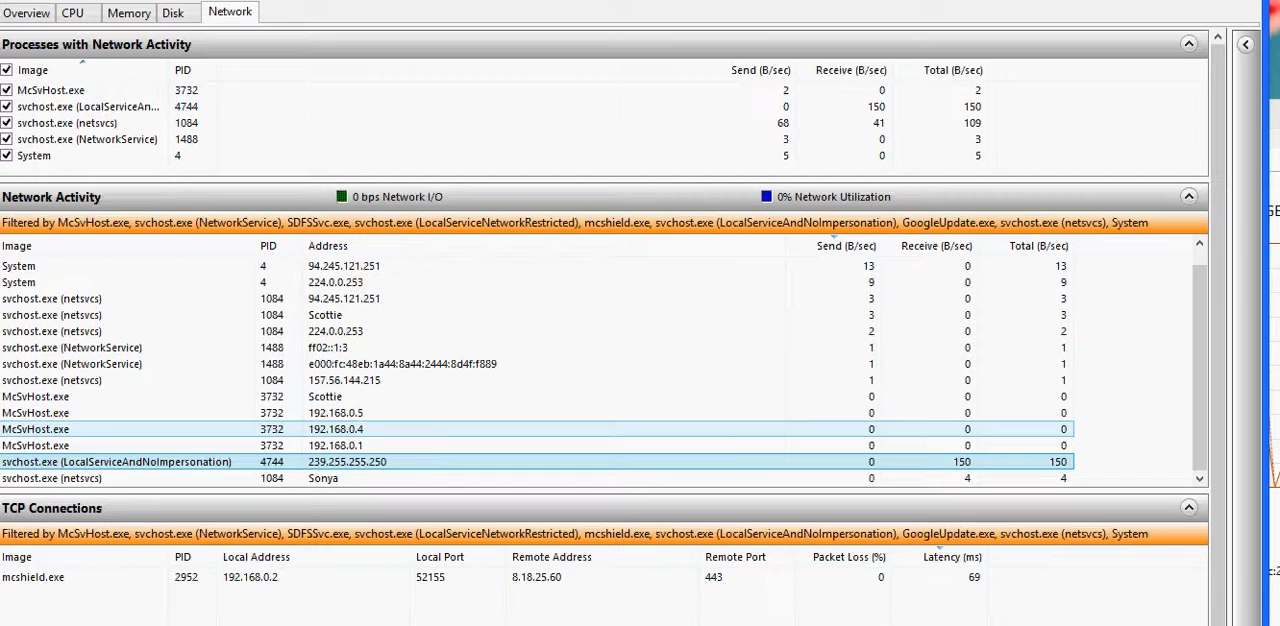 Overview CPU Memory Disk Network
Processes with Network Activity
Image PID Send (B/sec) Receive (B/sec) Total (B/sec)
McSvHost.exe 3732 2 0 2
svchost.exe (LocalServiceAn... 4744 0 150 150
svchost.exe (netsvcs) 1084 68 41 109
svchost.exe (NetworkService) 1488 3 0 3
System 4 5 0 5
Network Activity 0 bps Network I/O 0% Network Utilization
Filtered by McSvHost.exe, svchost.exe (NetworkService), SDFSSvc.exe, svchost.exe (LocalServiceNetworkRestricted), mcshield.exe, svchost.exe (LocalServiceAndNoImpersonation), GoogleUpdate.exe, svchost.exe (netsvcs), System
Image PID Address Send (B/sec) Receive (B/sec) Total (B/sec)
System 4 94.245.121.251 13 0 13
System 4 224.0.0.253 9 0 9
svchost.exe (netsvcs) 1084 94.245.121.251 3 0 3
svchost.exe (netsvcs) 1084 Scottie 3 0 3
svchost.exe (netsvcs) 1084 224.0.0.253 2 0 2
svchost.exe (NetworkService) 1488 ff02::1:3 1 0 1
svchost.exe (NetworkService) 1488 e000:fc:48eb:1a44:8a44:2444:8d4f:f889 1 0 1
svchost.exe (netsvcs) 1084 157.56.144.215 1 0 1
McSvHost.exe 3732 Scottie 0 0 0
McSvHost.exe 3732 192.168.0.5 0 0 0
McSvHost.exe 3732 192.168.0.4 0 0 0
McSvHost.exe 3732 192.168.0.1 0 0 0
svchost.exe (LocalServiceAndNoImpersonation) 4744 239.255.255.250 0 150 150
svchost.exe (netsvcs) 1084 Sonya 0 4 4
TCP Connections
Filtered by McSvHost.exe, svchost.exe (NetworkService), SDFSSvc.exe, svchost.exe (LocalServiceNetworkRestricted), mcshield.exe, svchost.exe (LocalServiceAndNoImpersonation), GoogleUpdate.exe, svchost.exe (netsvcs), System
Image PID Local Address Local Port Remote Address Remote Port Packet Loss (%) Latency (ms)
mcshield.exe 2952 192.168.0.2 52155 8.18.25.60 443 0 69